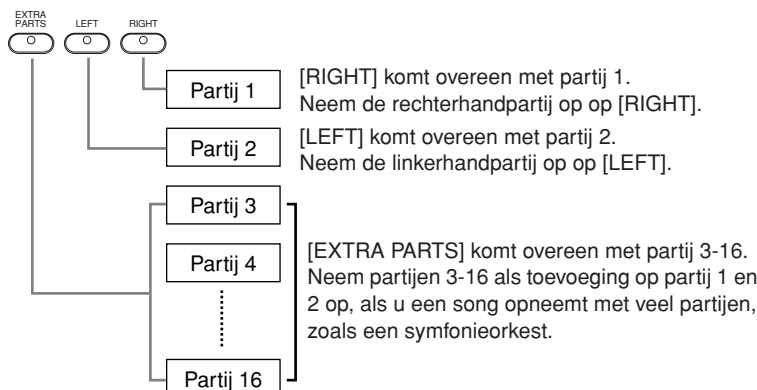 EXTRA
PARTS
LEFT
RIGHT
Partij 1
[RIGHT] komt overeen met partij 1.
Neem de rechterhandpartij op op [RIGHT].
Partij 2
[LEFT] komt overeen met partij 2.
Neem de linkerhandpartij op op [LEFT].
Partij 3
Partij 4
Partij 16
[EXTRA PARTS] komt overeen met partij 3-16.
Neem partijen 3-16 als toevoeging op partij 1 en
2 op, als u een song opneemt met veel partijen,
zoals een symfonieorkest.